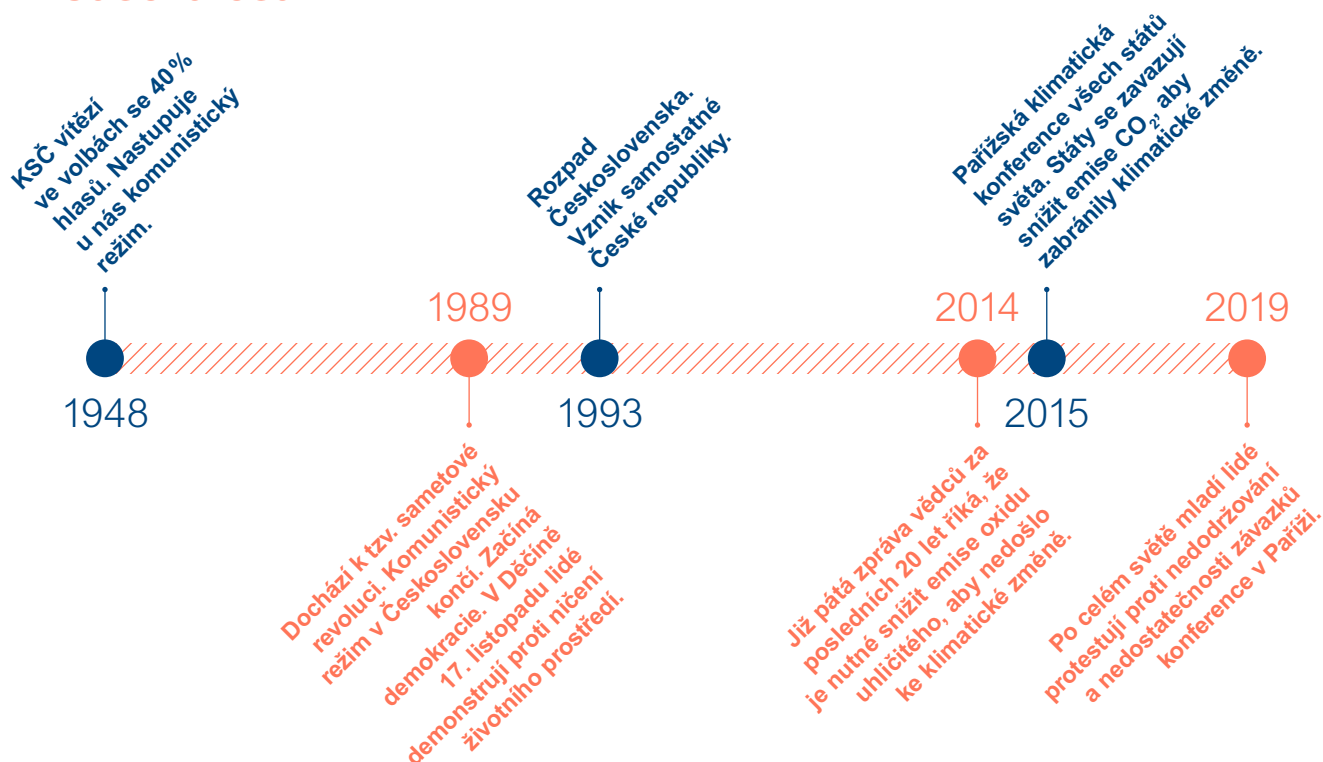 KSČ vítězí
ve volbách se 40%
hlasů. Nastupuje
u nás komunistický
režim.
1948
1989
Dochází k tzv. sametové
revoluci. Komunistický
režim v Československu
končí. Začíná
demokracie. V Děčíně
17. listopadu lidé
demonstrují proti ničení
životního prostředí.
Rozpad
Československa.
Vznik samostatné
České republiky.
1993
2014
Již pátá zpráva vědců za
posledních 20 let říká, že
je nutné snížit emise oxidu
uhličitého, aby nedošlo
ke klimatické změně.
Pařížská klimatická
konference všech států
světa. Státy se zavazují
snížit emise CO₂, aby
zabránily klimatické změně.
2015
2019
Po celém světě mladí lidé
protestují proti nedodržování
a nedostatečnosti závazků
konference v Paříži.